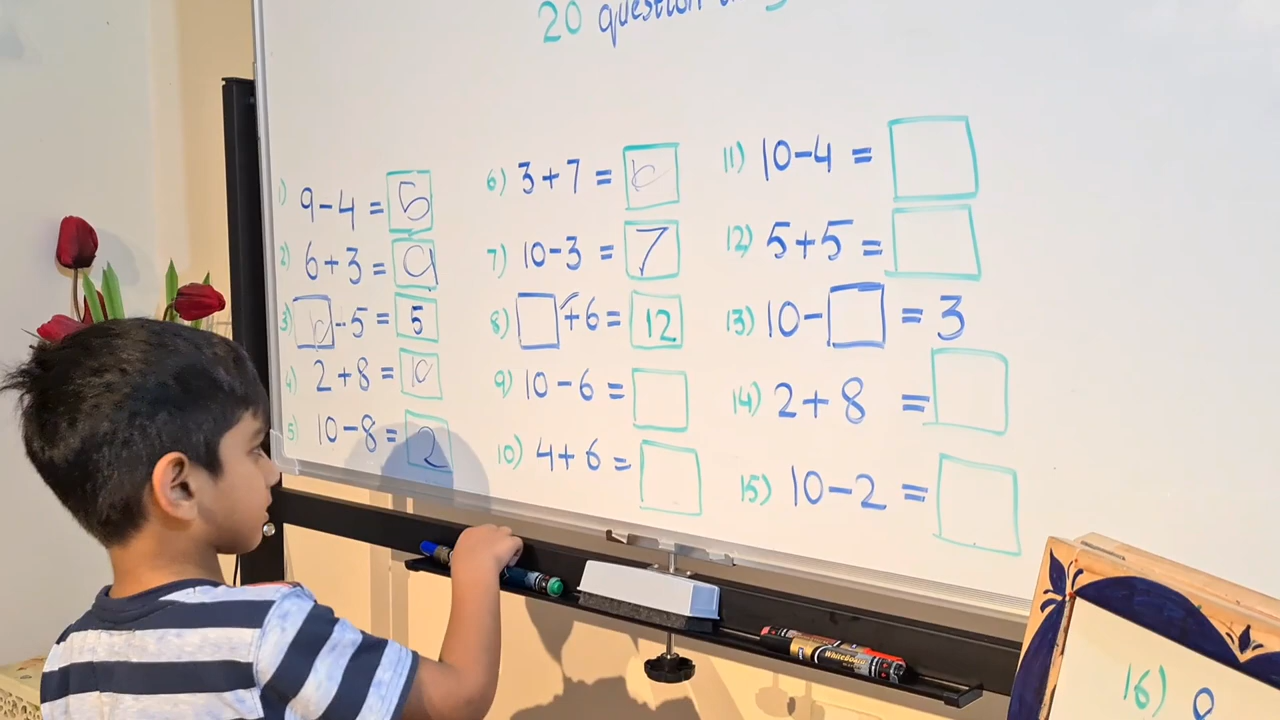 20 question
1) 9-4 = 5
2) 6+3 = 9
3) -5 = 5
4) 2+8 = 10
5) 10-8 = 2
6) 3+7 =
7) 10-3 = 7
8) +6 = 12
9) 10-6 =
10) 4+6 =
11) 10-4 =
12) 5+5 =
13) 10- = 3
14) 2+8 =
15) 10-2 =
WhiteBoard
16)